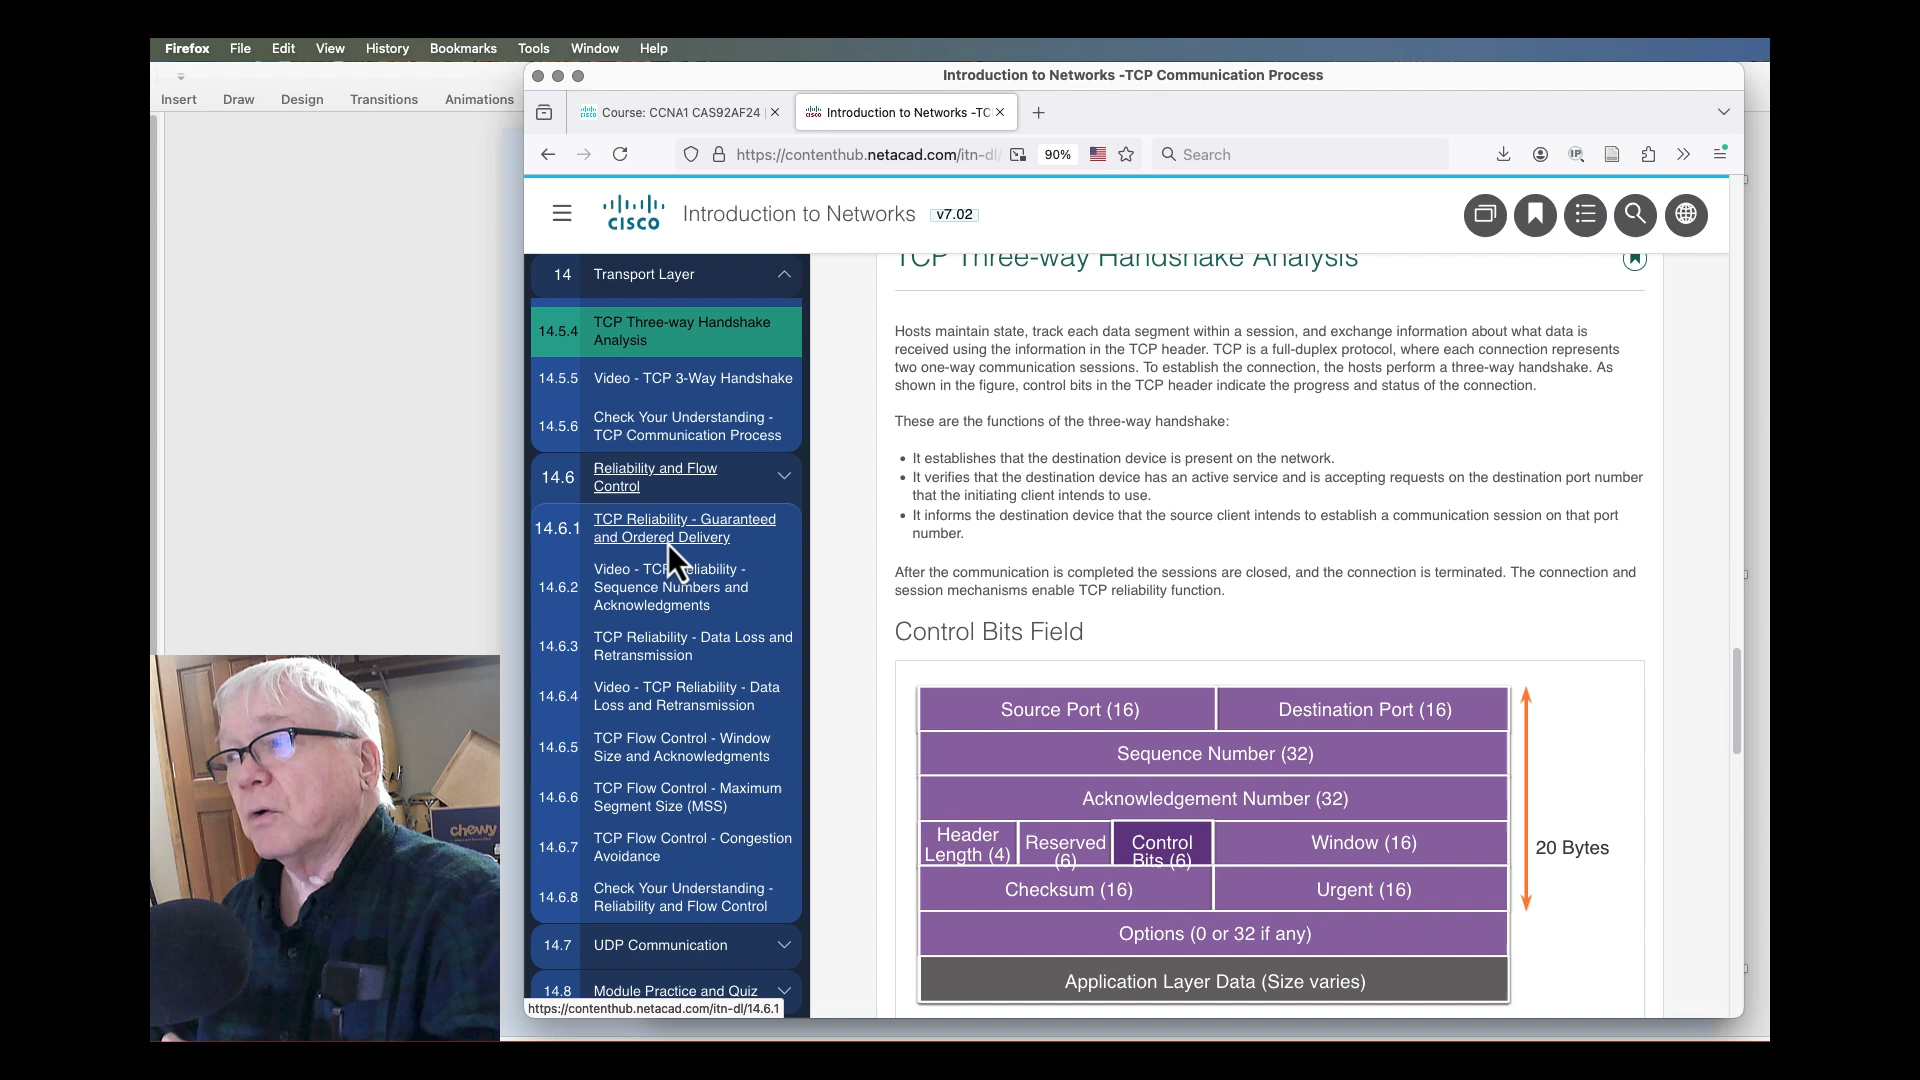 Firefox File Edit View History Bookmarks Tools Window Help
Introduction to Networks -TCP Communication Process
Insert Draw Design Transitions Animations
Course: CCNA1 CAS92AF24 |
Introduction to Networks -TC
https://contenthub.netacad.com/itn-dl/
90%
Search
CISCO
Introduction to Networks v7.02
14 Transport Layer
14.5.4 TCP Three-way Handshake
Analysis
14.5.5 Video - TCP 3-Way Handshake
14.5.6 Check Your Understanding -
TCP Communication Process
14.6 Reliability and Flow
Control
14.6.1 TCP Reliability - Guaranteed
and Ordered Delivery
14.6.2 Video - TCP Reliability -
Sequence Numbers and
Acknowledgments
14.6.3 TCP Reliability - Data Loss and
Retransmission
14.6.4 Video - TCP Reliability - Data
Loss and Retransmission
14.6.5 TCP Flow Control - Window
Size and Acknowledgments
14.6.6 TCP Flow Control - Maximum
Segment Size (MSS)
14.6.7 TCP Flow Control - Congestion
Avoidance
14.6.8 Check Your Understanding -
Reliability and Flow Control
14.7 UDP Communication
14.8 Module Practice and Quiz
https://contenthub.netacad.com/itn-dl/14.6.1
TCP Three-way Handshake Analysis
Hosts maintain state, track each data segment within a session, and exchange information about what data is
received using the information in the TCP header. TCP is a full-duplex protocol, where each connection represents
two one-way communication sessions. To establish the connection, the hosts perform a three-way handshake. As
shown in the figure, control bits in the TCP header indicate the progress and status of the connection.
These are the functions of the three-way handshake:
• It establishes that the destination device is present on the network.
• It verifies that the destination device has an active service and is accepting requests on the destination port number
that the initiating client intends to use.
• It informs the destination device that the source client intends to establish a communication session on that port
number.
After the communication is completed the sessions are closed, and the connection is terminated. The connection and
session mechanisms enable TCP reliability function.
Control Bits Field
Source Port (16) Destination Port (16)
Sequence Number (32)
Acknowledgement Number (32)
Header
Length (4)
Reserved
(6)
Control
Bits (6)
Window (16)
20 Bytes
Checksum (16) Urgent (16)
Options (0 or 32 if any)
Application Layer Data (Size varies)
chewy
IP